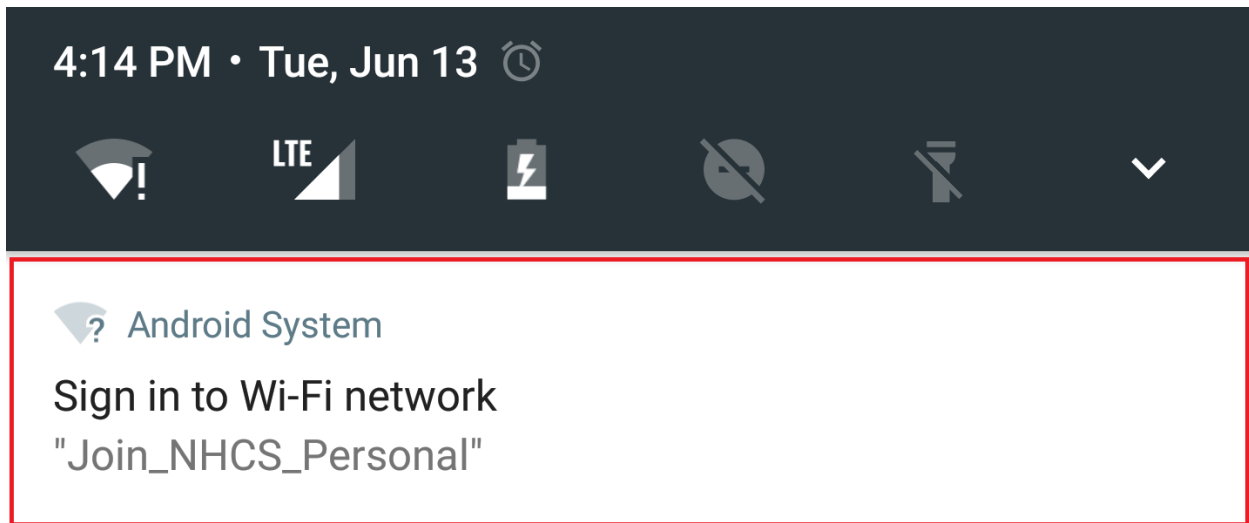 4:14 PM • Tue, Jun 13
LTE
Android System
Sign in to Wi-Fi network
"Join_NHCS_Personal"